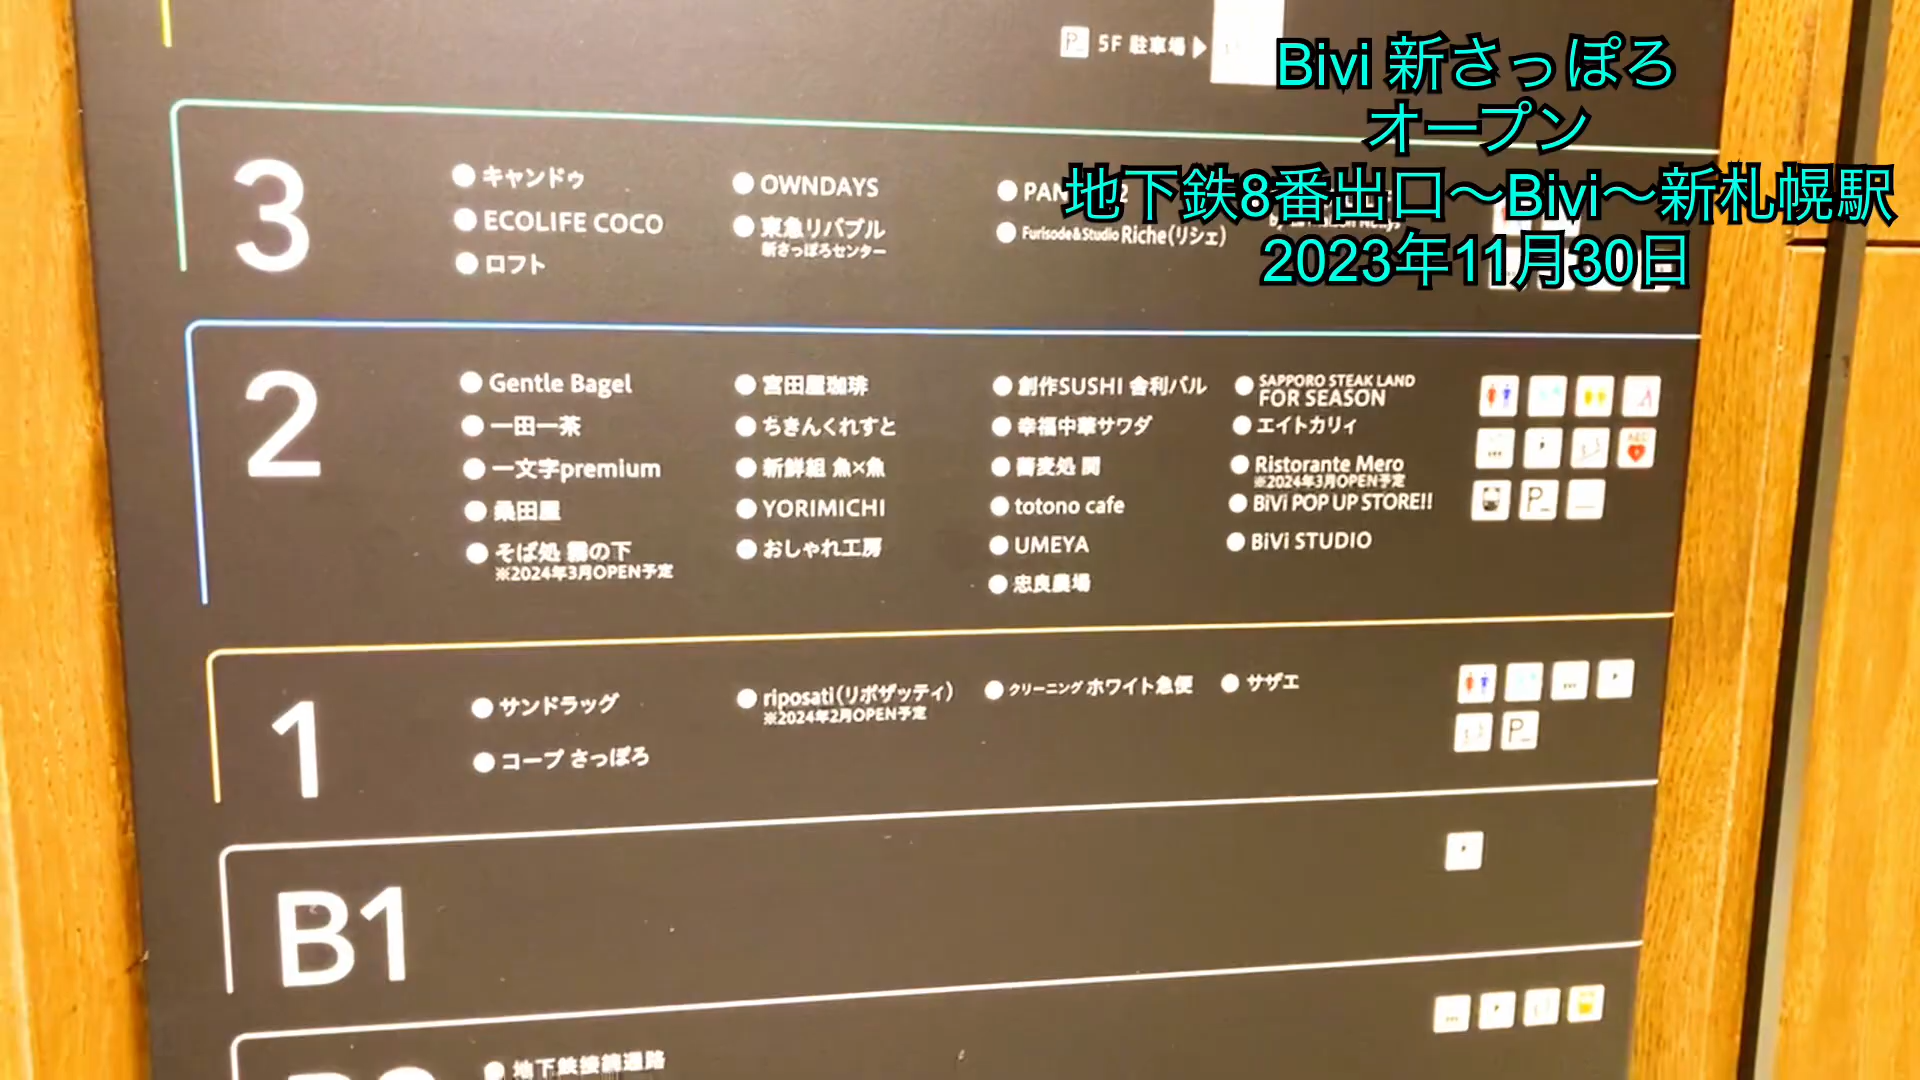 5F 駐車場
Bivi 新さっぽろ
オープン
地下鉄8番出口～Bivi～新札幌駅
2023年11月30日
3
キャンドゥ
ECOLIFE COCO
ロフト
OWNDAYS
東急リバブル
新さっぽろセンター
Furisode&Studio Riche(リシェ)
2
Gentle Bagel
一田一茶
一文字premium
桑田屋
そば処 霧の下
※2024年3月OPEN予定
宮田屋珈琲
ちきんくれすと
新鮮組 魚×魚
YORIMICHI
おしゃれ工房
創作SUSHI 舎利バル
幸福中華サワダ
蕎麦処 関
totono cafe
UMEYA
忠良農場
SAPPORO STEAK LAND
FOR SEASON
エイトカリィ
Ristorante Mero
※2024年3月OPEN予定
BiVi POP UP STORE!!
BiVi STUDIO
AED
P
1
サンドラッグ
コープ さっぽろ
riposati(リポザッティ)
※2024年2月OPEN予定
クリーニング ホワイト急便
サザエ
P
B1
地下鉄接続通路